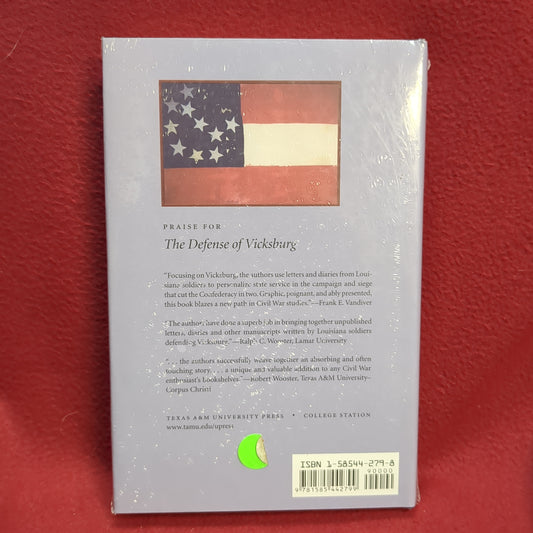 PRAISE FOR
The Defense of Vicksburg
"Focusing on Vicksburg, the authors use letters and diaries from Loui-
siana soldiers to personalize state service in the campaign and siege
that cut the Confederacy in two. Graphic, poignant, and ably presented,
this book blazes a new path in Civil War studies."—Frank E. Vandiver
"The authors have done a superb job in bringing together unpublished
letters, diaries and other manuscripts written by Louisiana soldiers
defending Vicksburg."—Ralph C. Wooster, Lamar University
". . . the authors successfully weave together an absorbing and often
touching story. . . . a unique and valuable addition to any Civil War
enthusiast's bookshelves."—Robert Wooster, Texas A&M University–
Corpus Christi
TEXAS A&M UNIVERSITY PRESS • COLLEGE STATION
www.tamu.edu/upress
ISBN 1-58544-279-8
90000
9 781585 442799